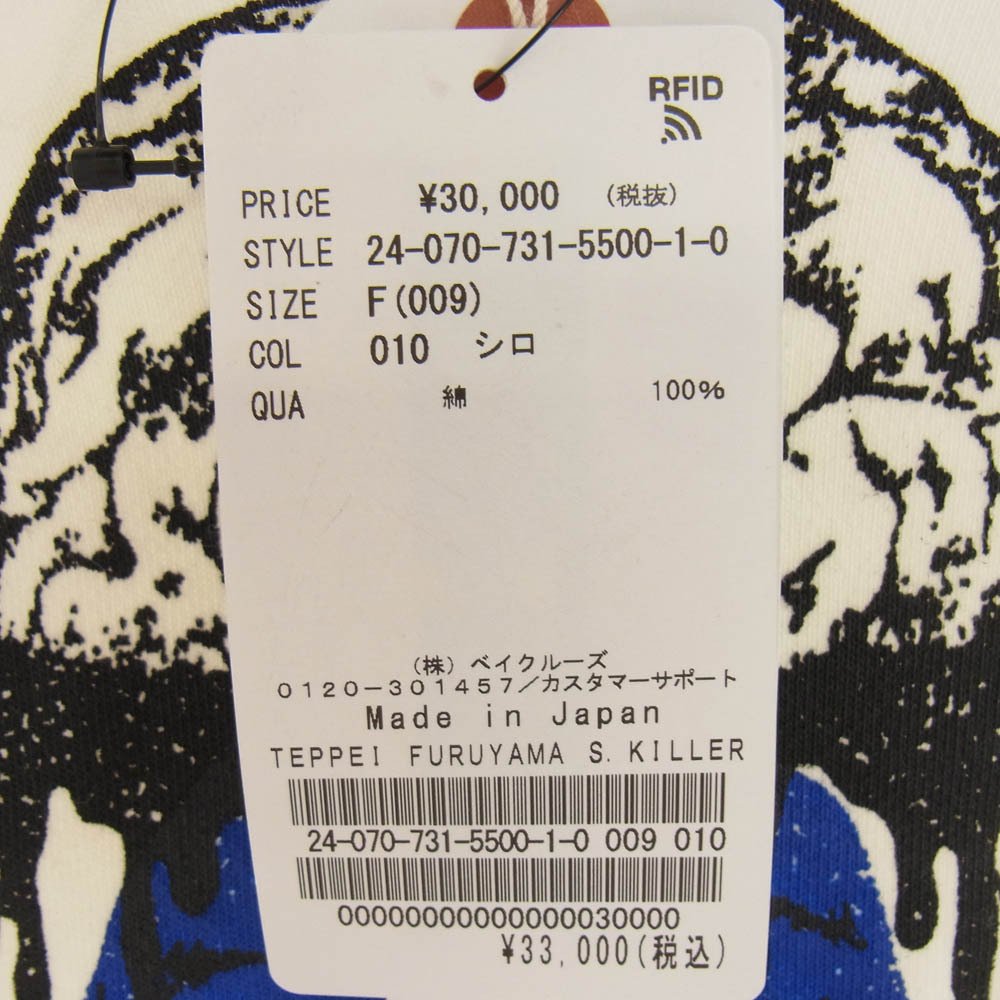 RFID
PRICE ¥30,000 (税抜)
STYLE 24-070-731-5500-1-0
SIZE F(009)
COL 010 シロ
QUA 綿 100%
(株) ベイクルーズ
0120-301457/カスタマーサポート
Made in Japan
TEPPEI FURUYAMA S. KILLER
24-070-731-5500-1-0 009 010
00000000000000030000
¥33,000(税込)